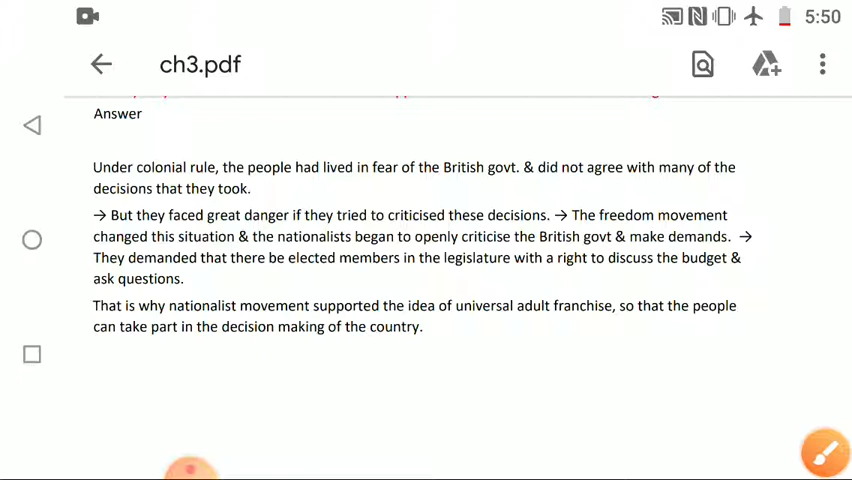 5:50
ch3.pdf
Answer
Under colonial rule, the people had lived in fear of the British govt. & did not agree with many of the
decisions that they took.
→ But they faced great danger if they tried to criticised these decisions. → The freedom movement
changed this situation & the nationalists began to openly criticise the British govt & make demands. →
They demanded that there be elected members in the legislature with a right to discuss the budget &
ask questions.
That is why nationalist movement supported the idea of universal adult franchise, so that the people
can take part in the decision making of the country.